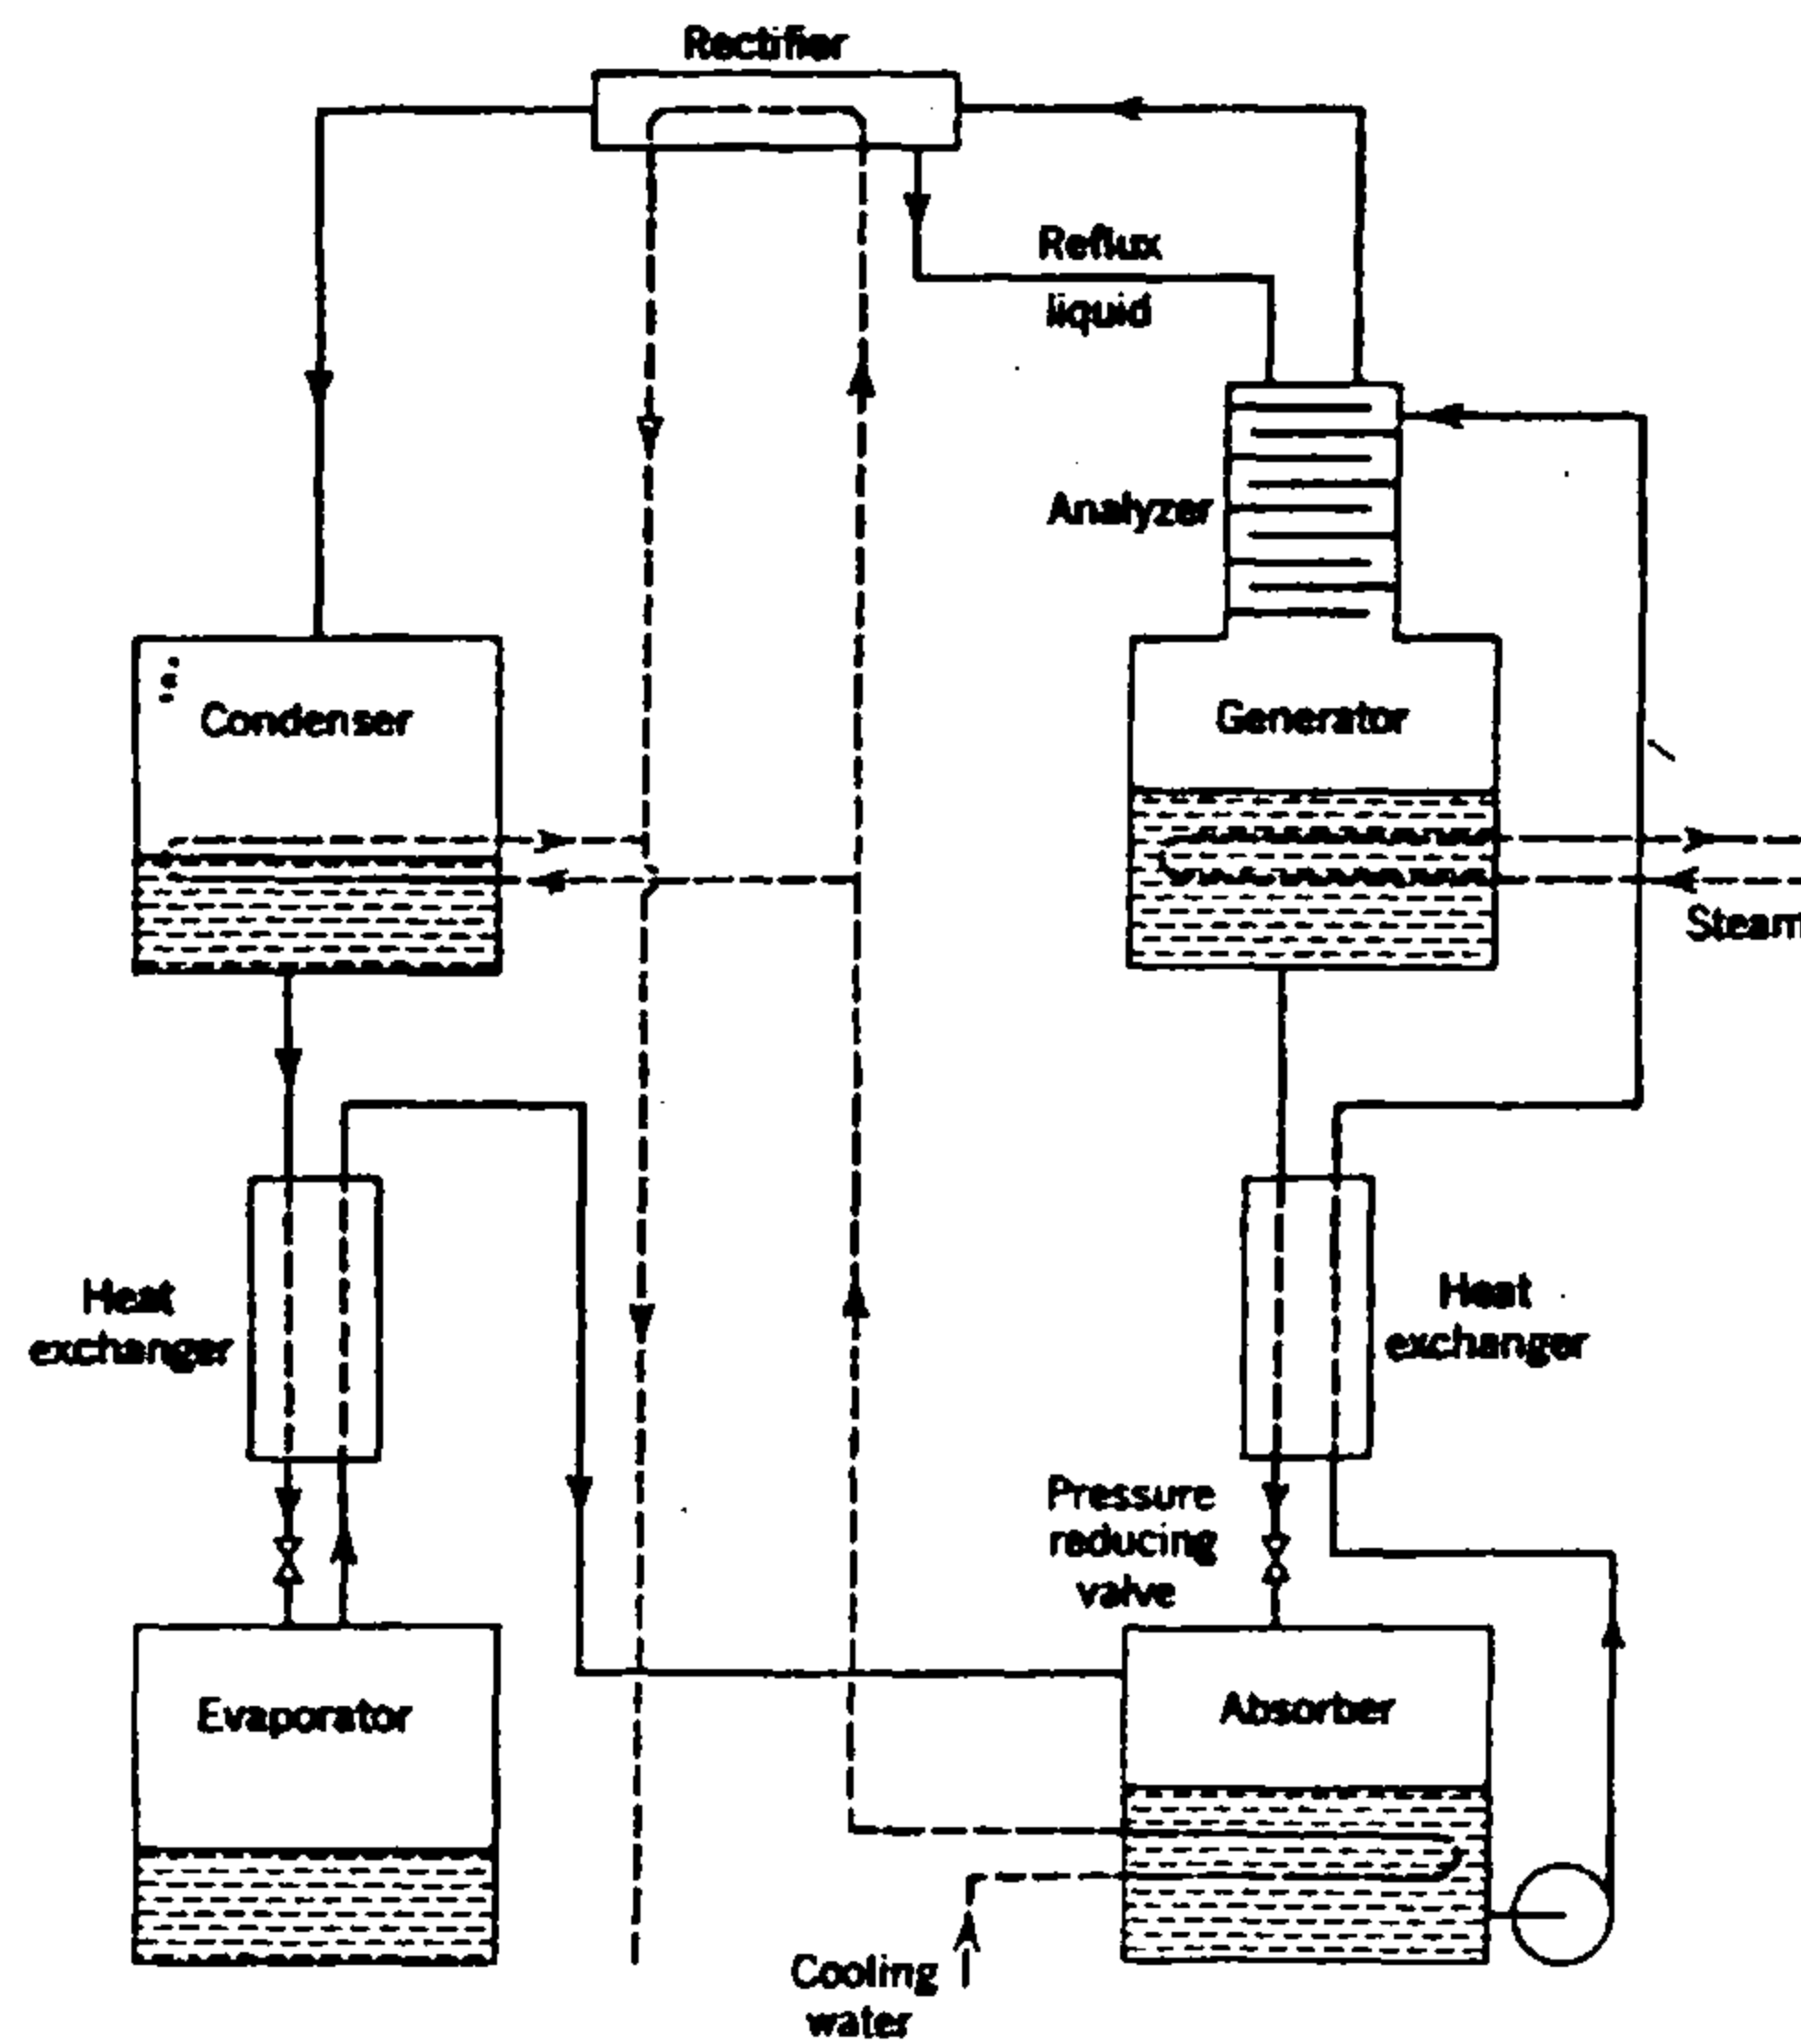 Rectifier
Reflux
liquid
Analyzer
Condenser
Generator
Steam
Heat
exchanger
Heat
exchanger
Pressure
reducing
valve
Evaporator
Absorber
Cooling
water